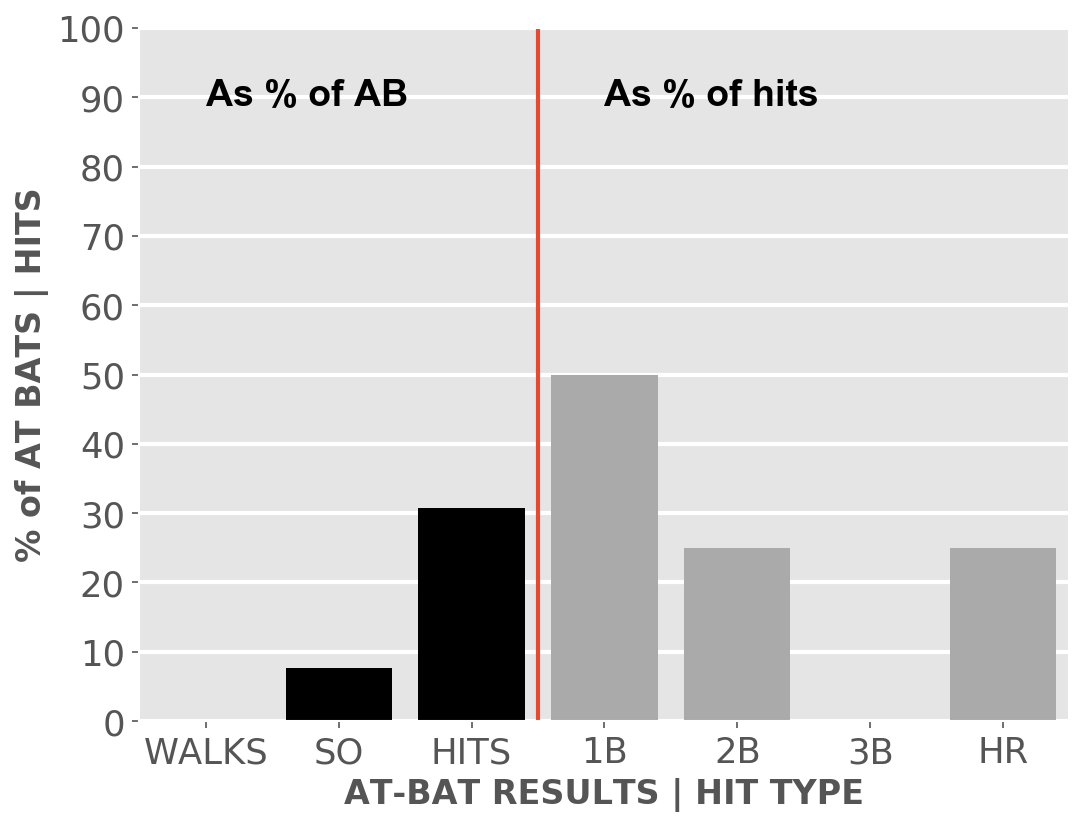 100
90
80
70
60
50
40
30
20
10
0
% of AT BATS | HITS
As % of AB
As % of hits
WALKS SO HITS 1B 2B 3B HR
AT-BAT RESULTS | HIT TYPE